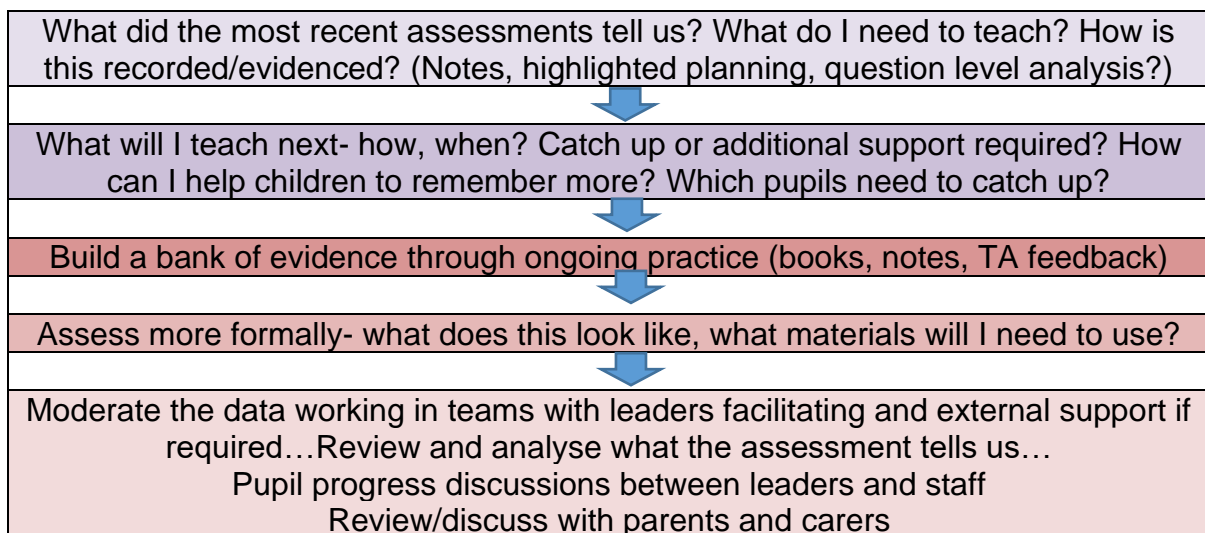 What did the most recent assessments tell us? What do I need to teach? How is
this recorded/evidenced? (Notes, highlighted planning, question level analysis?)
What will I teach next- how, when? Catch up or additional support required? How
can I help children to remember more? Which pupils need to catch up?
Build a bank of evidence through ongoing practice (books, notes, TA feedback)
Assess more formally- what does this look like, what materials will I need to use?
Moderate the data working in teams with leaders facilitating and external support if
required…Review and analyse what the assessment tells us…
Pupil progress discussions between leaders and staff
Review/discuss with parents and carers